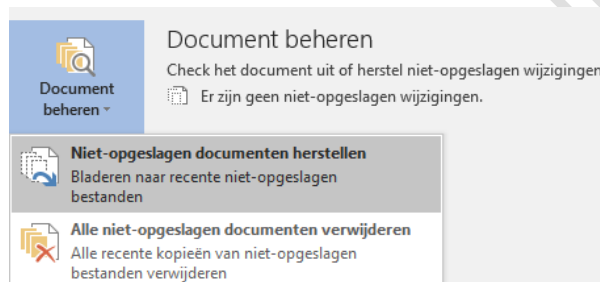 Document beheren
Check het document uit of herstel niet-opgeslagen wijzigingen
Er zijn geen niet-opgeslagen wijzigingen.
Document
beheren
Niet-opgeslagen documenten herstellen
Bladeren naar recente niet-opgeslagen
bestanden
Alle niet-opgeslagen documenten verwijderen
Alle recente kopieën van niet-opgeslagen
bestanden verwijderen